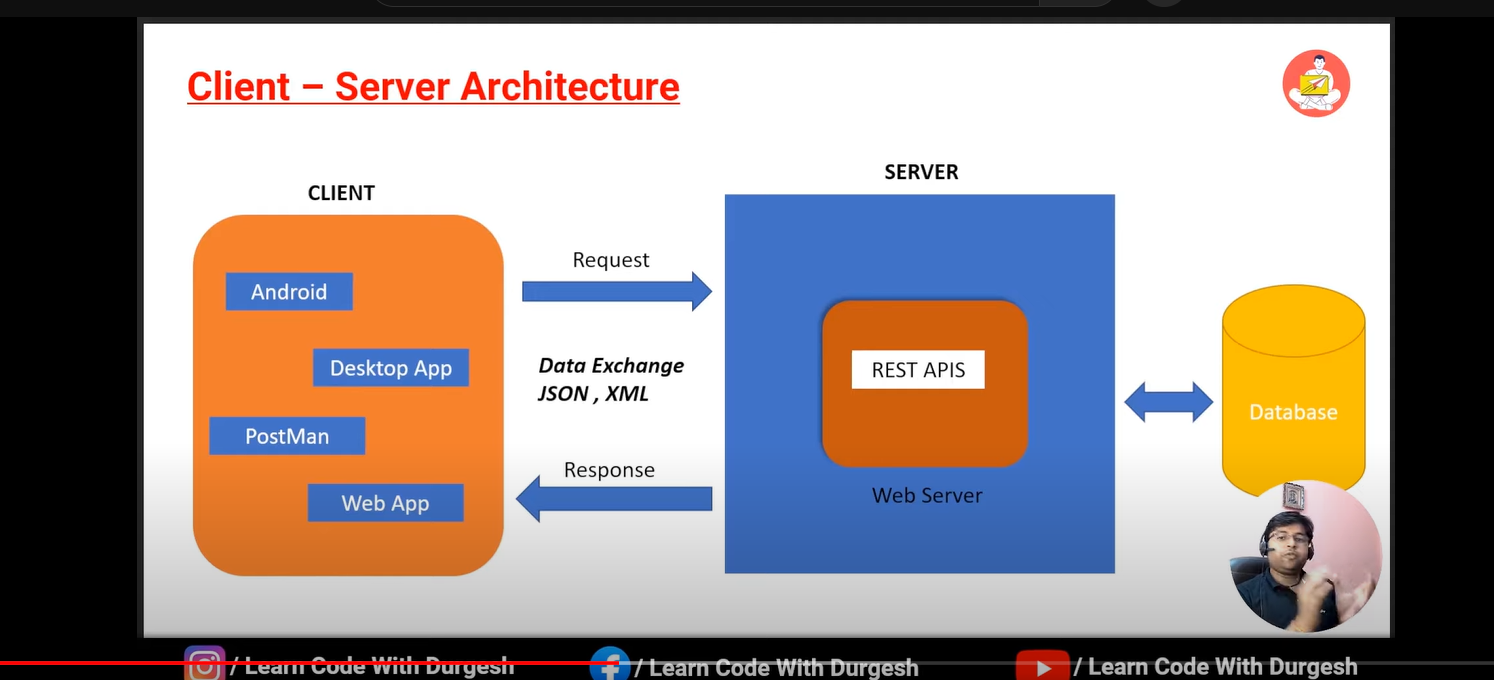 Client – Server Architecture
SERVER
CLIENT
Request
Android
Desktop App
Data Exchange
JSON , XML
REST APIS
PostMan
Database
Response
Web App
Web Server
/ Learn Code With Durgesh
/ Learn Code With Durgesh
/ Learn Code With Durgesh